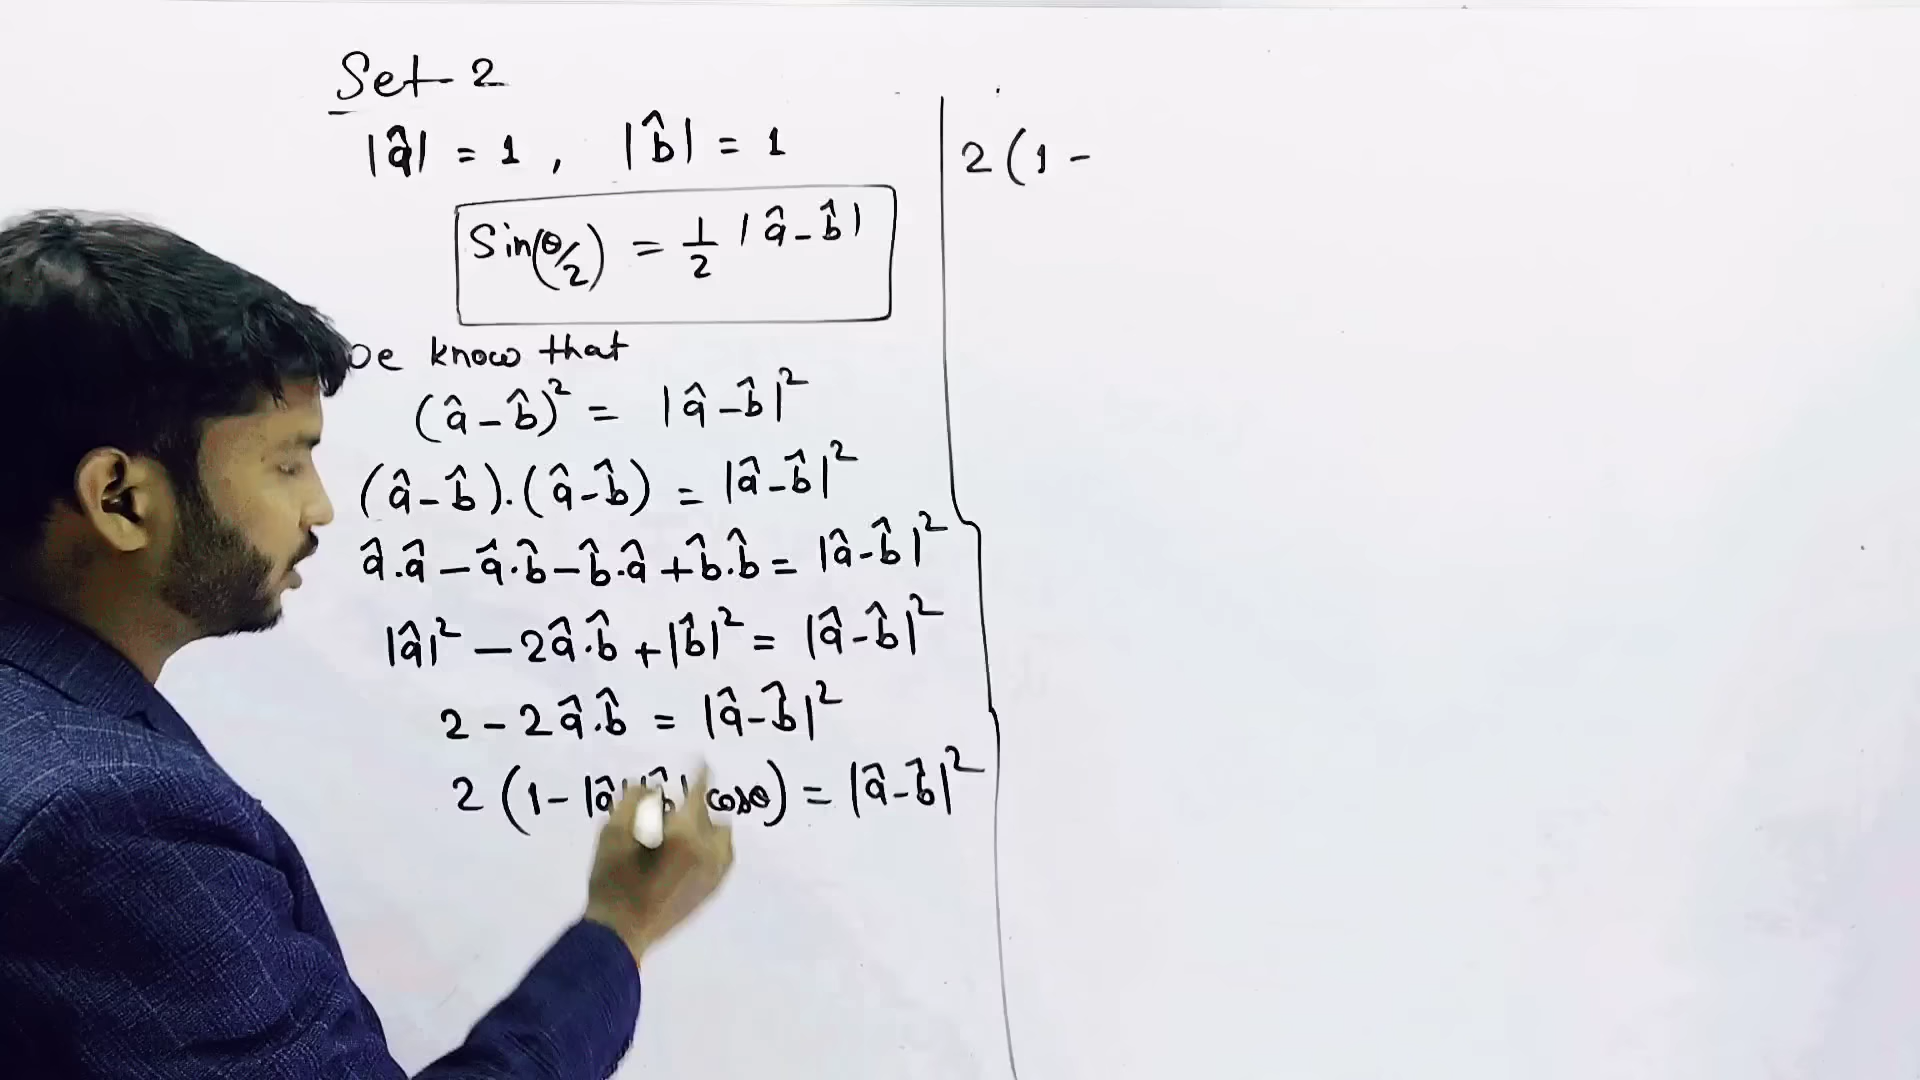 Set-2
|â| = 1 , |b̂| = 1
Sin(θ/2) = 1/2 |â-b̂|
know that
(â-b̂)² = |â-b̂|²
(â-b̂).(â-b̂) = |â-b̂|²
â.â-â.b̂-b̂.â+b̂.b̂= |â-b̂|²
|â|² - 2â.b̂ + |b̂|² = |â-b̂|²
2 - 2â.b̂ = |â-b̂|²
2 (1- |â| |b̂| cosθ) = |â-b̂|²
2 (1 -